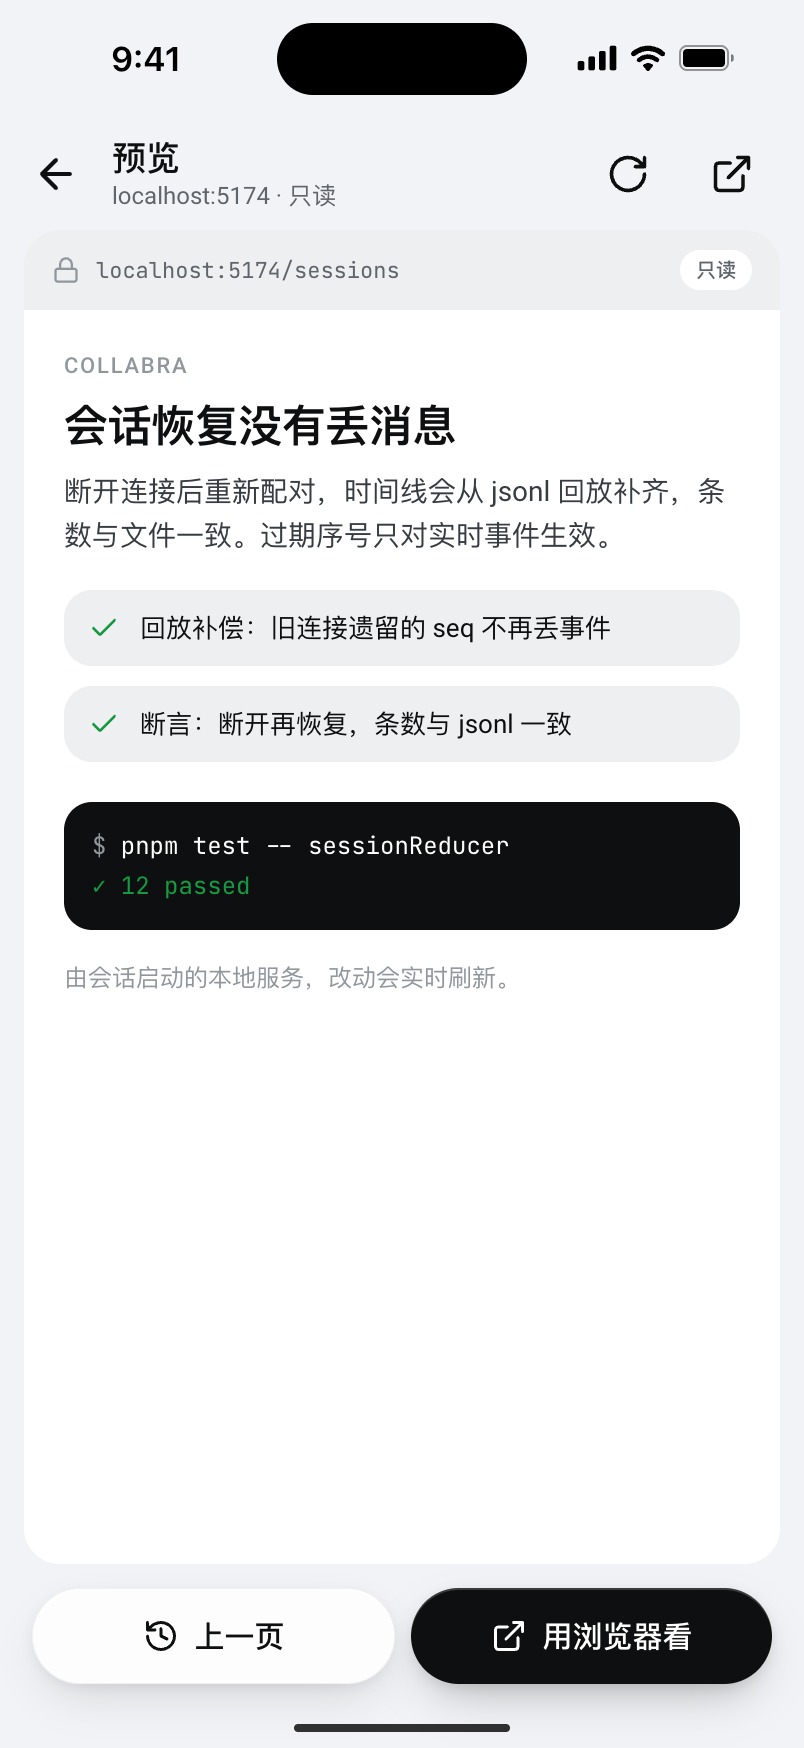 9:41
预览
localhost:5174 · 只读
localhost:5174/sessions
只读
COLLABRA
会话恢复没有丢消息
断开连接后重新配对，时间线会从 jsonl 回放补齐，条
数与文件一致。过期序号只对实时事件生效。
回放补偿：旧连接遗留的 seq 不再丢事件
断言：断开再恢复，条数与 jsonl 一致
$ pnpm test -- sessionReducer
✓ 12 passed
由会话启动的本地服务，改动会实时刷新。
上一页
用浏览器看